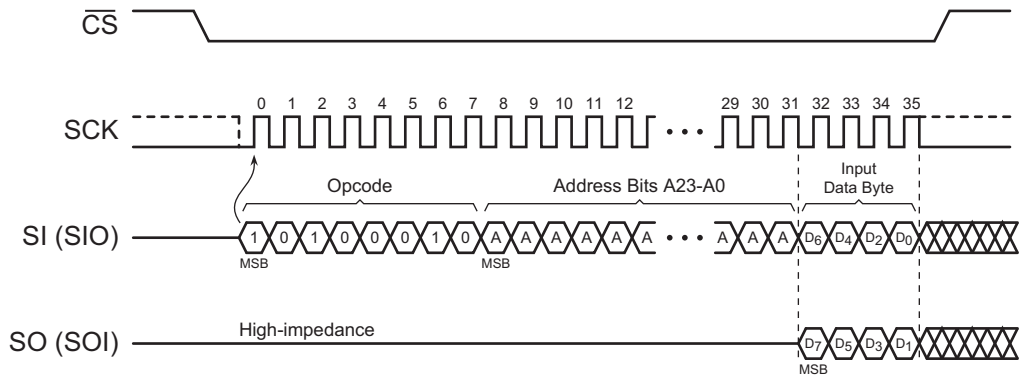 CS
0 1 2 3 4 5 6 7 8 9 10 11 12 29 30 31 32 33 34 35
SCK
Opcode
Address Bits A23-A0
Input
Data Byte
SI (SIO)
1 0 1 0 0 0 1 0 A A A A A A A A A D6 D4 D2 D0
MSB MSB
High-impedance
SO (SOI)
D7 D5 D3 D1
MSB